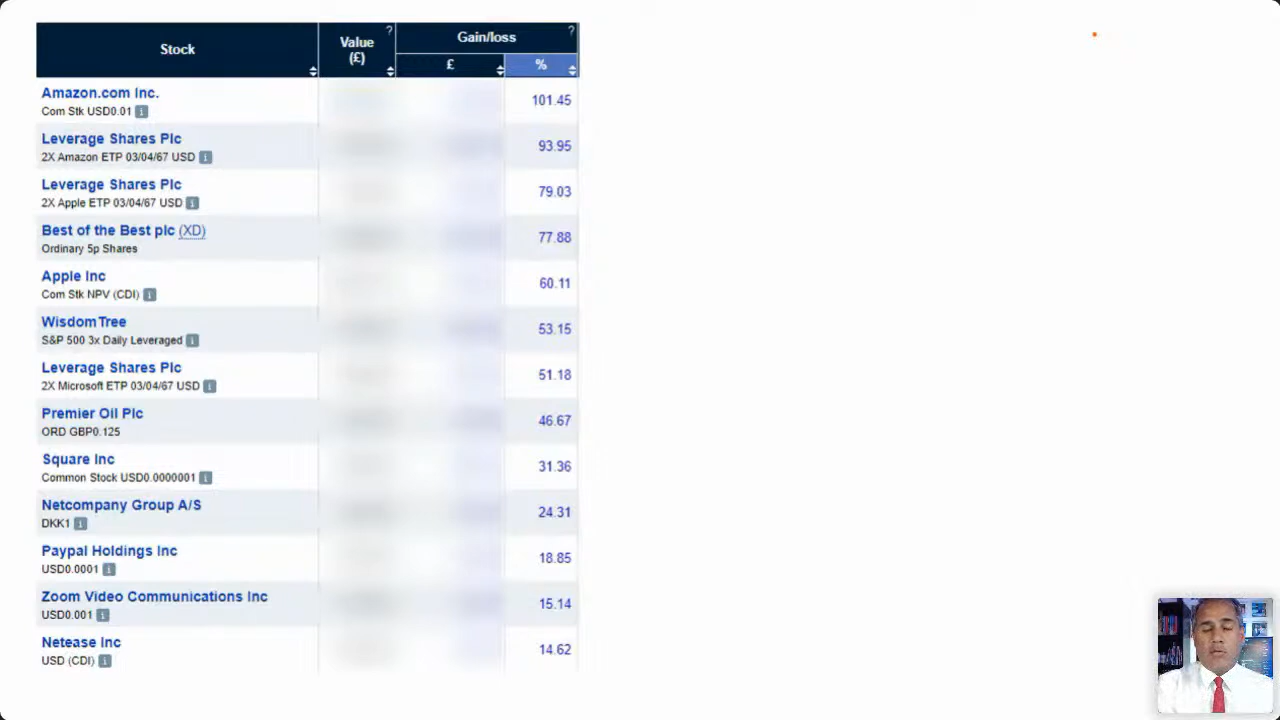 Stock
Value
(£)
?
Gain/loss
?
£
%
Amazon.com Inc.
Com Stk USD0.01 i
101.45
Leverage Shares Plc
2X Amazon ETP 03/04/67 USD i
93.95
Leverage Shares Plc
2X Apple ETP 03/04/67 USD i
79.03
Best of the Best plc (XD)
Ordinary 5p Shares
77.88
Apple Inc
Com Stk NPV (CDI) i
60.11
WisdomTree
S&P 500 3x Daily Leveraged i
53.15
Leverage Shares Plc
2X Microsoft ETP 03/04/67 USD i
51.18
Premier Oil Plc
ORD GBP0.125
46.67
Square Inc
Common Stock USD0.0000001 i
31.36
Netcompany Group A/S
DKK1 i
24.31
Paypal Holdings Inc
USD0.0001 i
18.85
Zoom Video Communications Inc
USD0.001 i
15.14
Netease Inc
USD (CDI) i
14.62